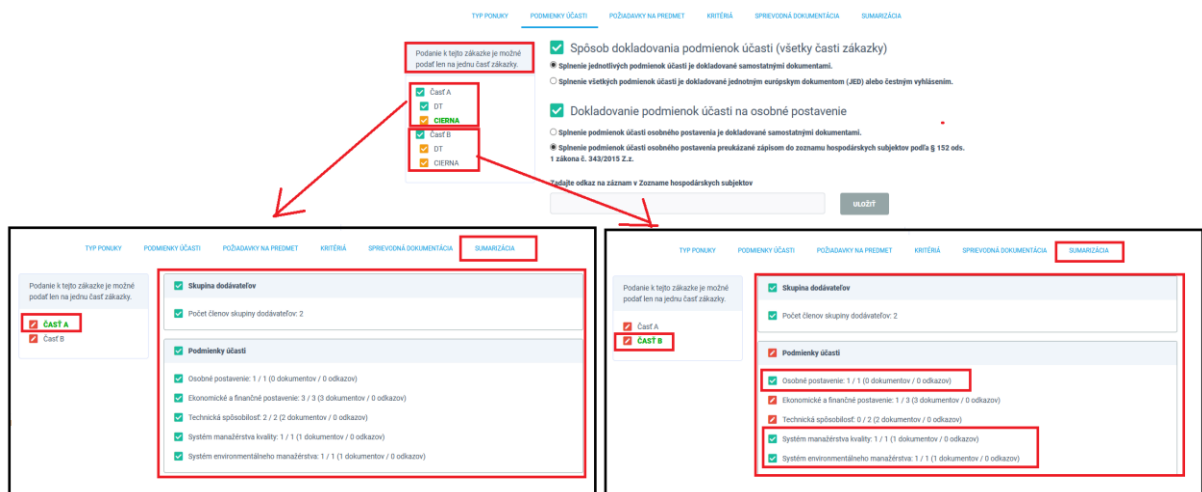 TYP PONUKY PODMIENKY ÚČASTI POŽIADAVKY NA PREDMET KRITÉRIÁ SPRIEVODNÁ DOKUMENTÁCIA SUMARIZÁCIA
Podanie k tejto zákazke je možné
podať len na jednu časť zákazky.
Časť A
DT
CIERNA
Časť B
DT
CIERNA
Spôsob dokladovania podmienok účasti (všetky časti zákazky)
Splnenie jednotlivých podmienok účasti je dokladované samostatnými dokumentami.
Splnenie všetkých podmienok účasti je dokladované jednotným európskym dokumentom (JED) alebo čestným vyhlásením.
Dokladovanie podmienok účasti na osobné postavenie
Splnenie podmienok účasti osobného postavenia je dokladované samostatnými dokumentami.
Splnenie podmienok účasti osobného postavenia preukázané zápisom do zoznamu hospodárskych subjektov podľa § 152 ods.
1 zákona č. 343/2015 Z.z.
Zadajte odkaz na záznam v Zozname hospodárskych subjektov
ULOŽIŤ
TYP PONUKY PODMIENKY ÚČASTI POŽIADAVKY NA PREDMET KRITÉRIÁ SPRIEVODNÁ DOKUMENTÁCIA SUMARIZÁCIA
Podanie k tejto zákazke je možné
podať len na jednu časť zákazky.
ČASŤ A
Časť B
Skupina dodávateľov
Počet členov skupiny dodávateľov: 2
Podmienky účasti
Osobné postavenie: 1 / 1 (0 dokumentov / 0 odkazov)
Ekonomické a finančné postavenie: 3 / 3 (3 dokumentov / 0 odkazov)
Technická spôsobilosť: 2 / 2 (2 dokumentov / 0 odkazov)
Systém manažérstva kvality: 1 / 1 (1 dokumentov / 0 odkazov)
Systém environmentálneho manažérstva: 1 / 1 (1 dokumentov / 0 odkazov)
TYP PONUKY PODMIENKY ÚČASTI POŽIADAVKY NA PREDMET KRITÉRIÁ SPRIEVODNÁ DOKUMENTÁCIA SUMARIZÁCIA
Podanie k tejto zákazke je možné
podať len na jednu časť zákazky.
Časť A
ČASŤ B
Skupina dodávateľov
Počet členov skupiny dodávateľov: 2
Podmienky účasti
Osobné postavenie: 1 / 1 (0 dokumentov / 0 odkazov)
Ekonomické a finančné postavenie: 1 / 3 (3 dokumentov / 0 odkazov)
Technická spôsobilosť: 0 / 2 (2 dokumentov / 0 odkazov)
Systém manažérstva kvality: 1 / 1 (1 dokumentov / 0 odkazov)
Systém environmentálneho manažérstva: 1 / 1 (1 dokumentov / 0 odkazov)